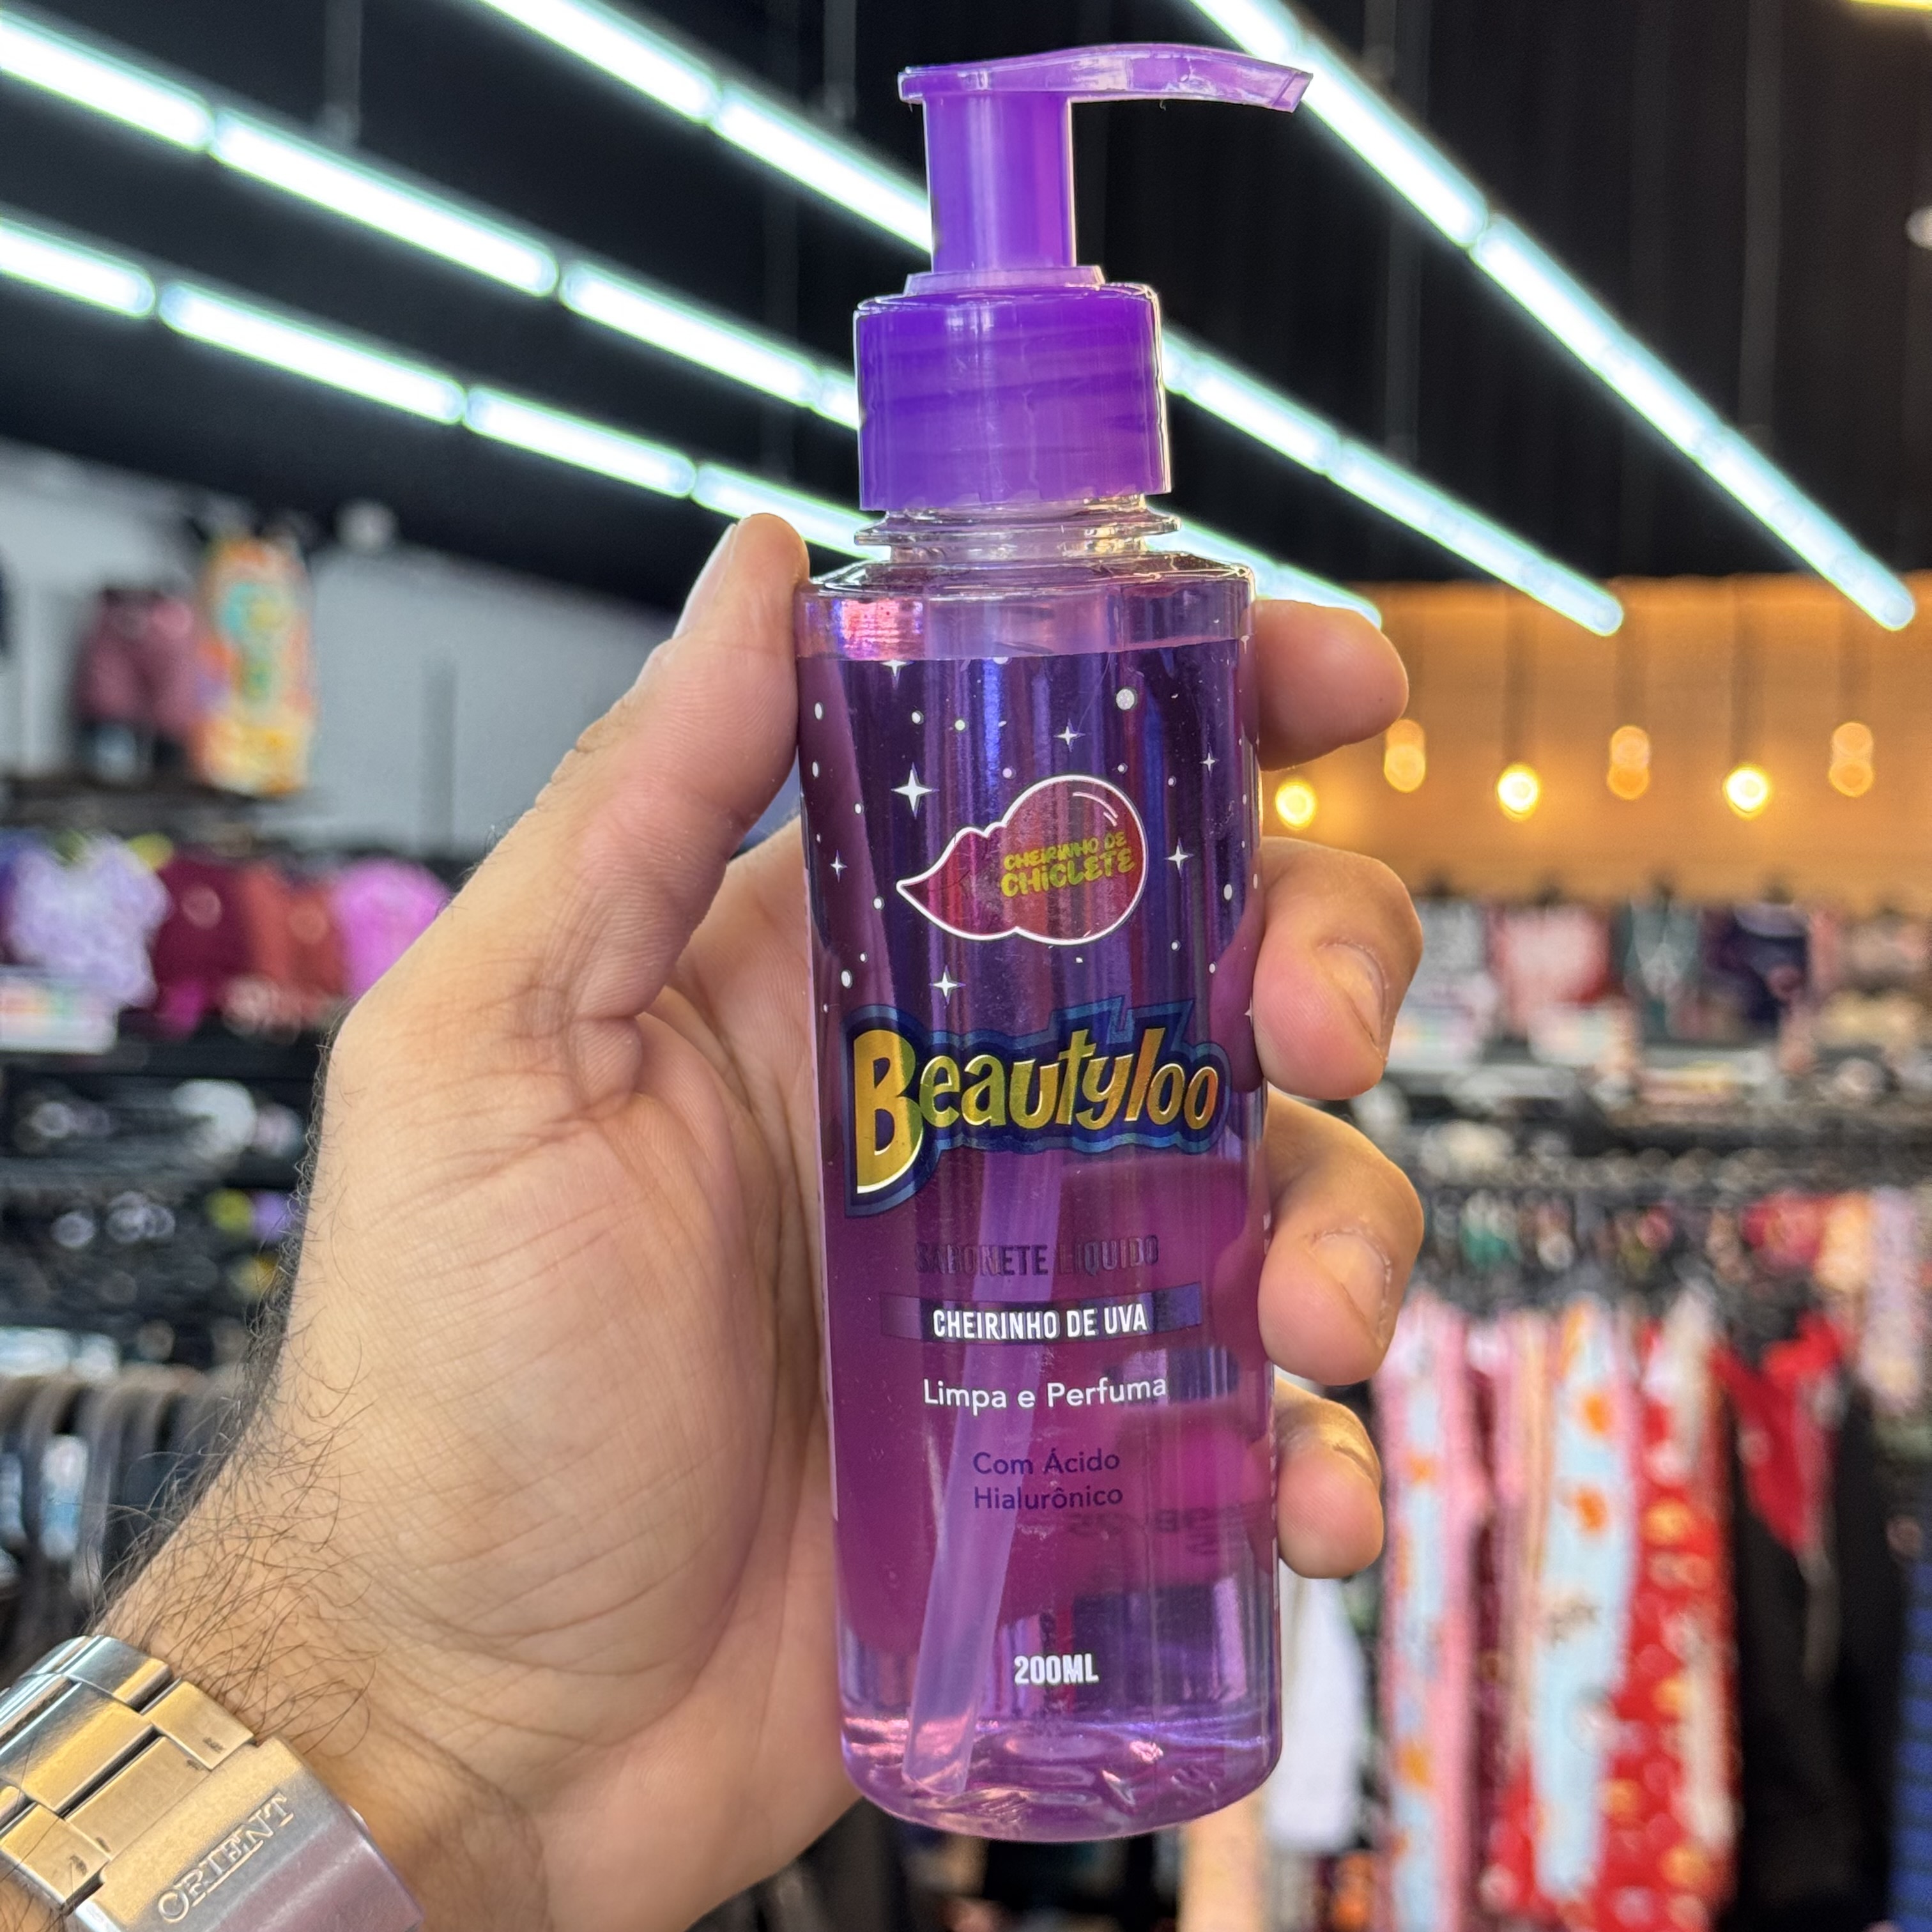 CHEIRINHO DE
CHICLETE
Beautyloo
SABONETE LÍQUIDO
CHEIRINHO DE UVA
Limpa e Perfuma
Com Ácido
Hialurônico
200ML
ORIENT